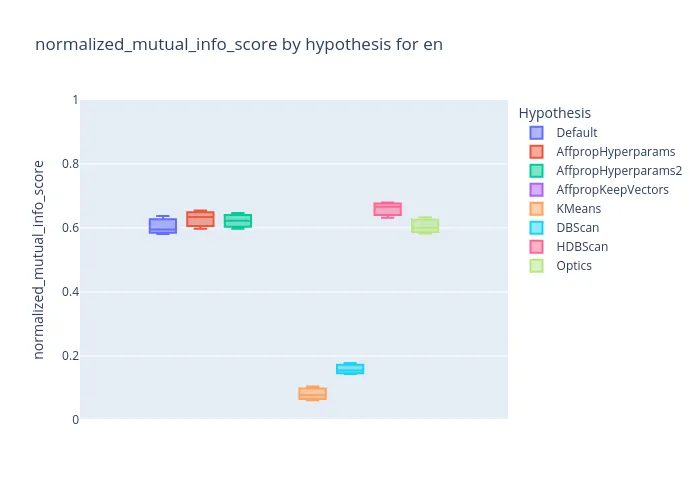 normalized_mutual_info_score by hypothesis for en
1
0.8
0.6
0.4
0.2
0
normalized_mutual_info_score
Hypothesis
Default
AffpropHyperparams
AffpropHyperparams2
AffpropKeepVectors
KMeans
DBScan
HDBScan
Optics